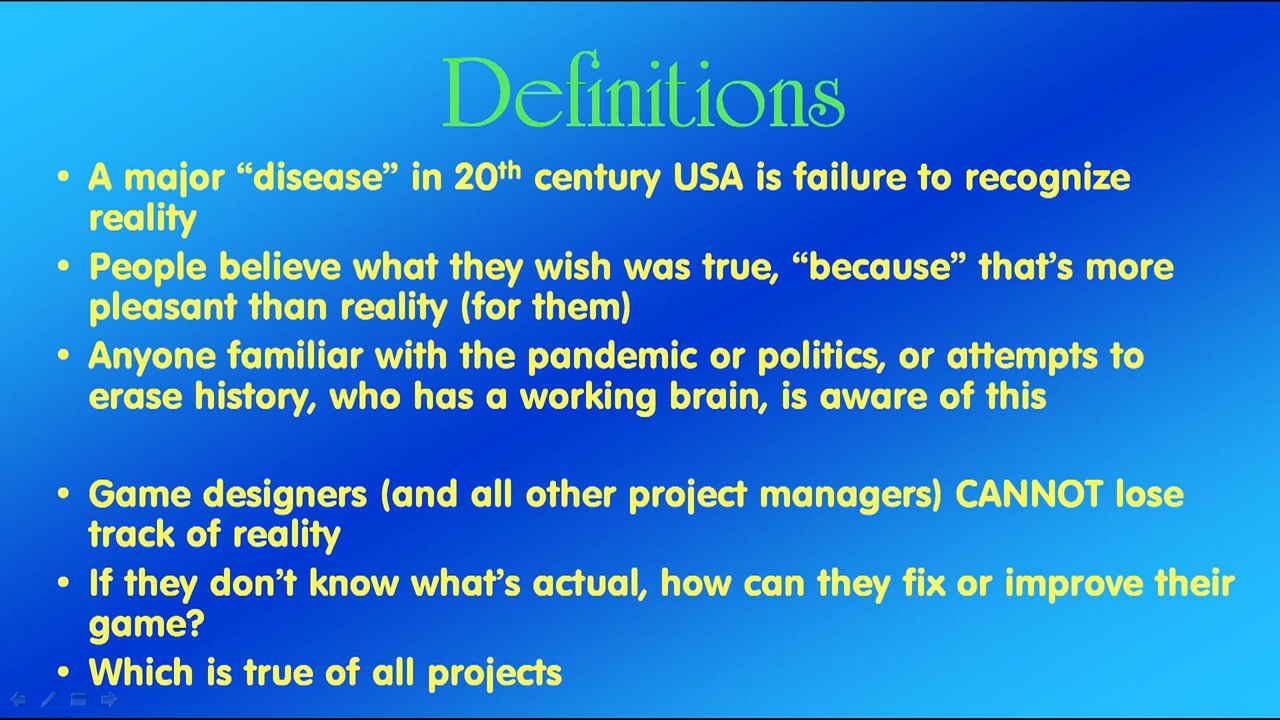 Definitions
• A major “disease” in 20th century USA is failure to recognize
reality
• People believe what they wish was true, “because” that’s more
pleasant than reality (for them)
• Anyone familiar with the pandemic or politics, or attempts to
erase history, who has a working brain, is aware of this
• Game designers (and all other project managers) CANNOT lose
track of reality
• If they don’t know what’s actual, how can they fix or improve their
game?
• Which is true of all projects